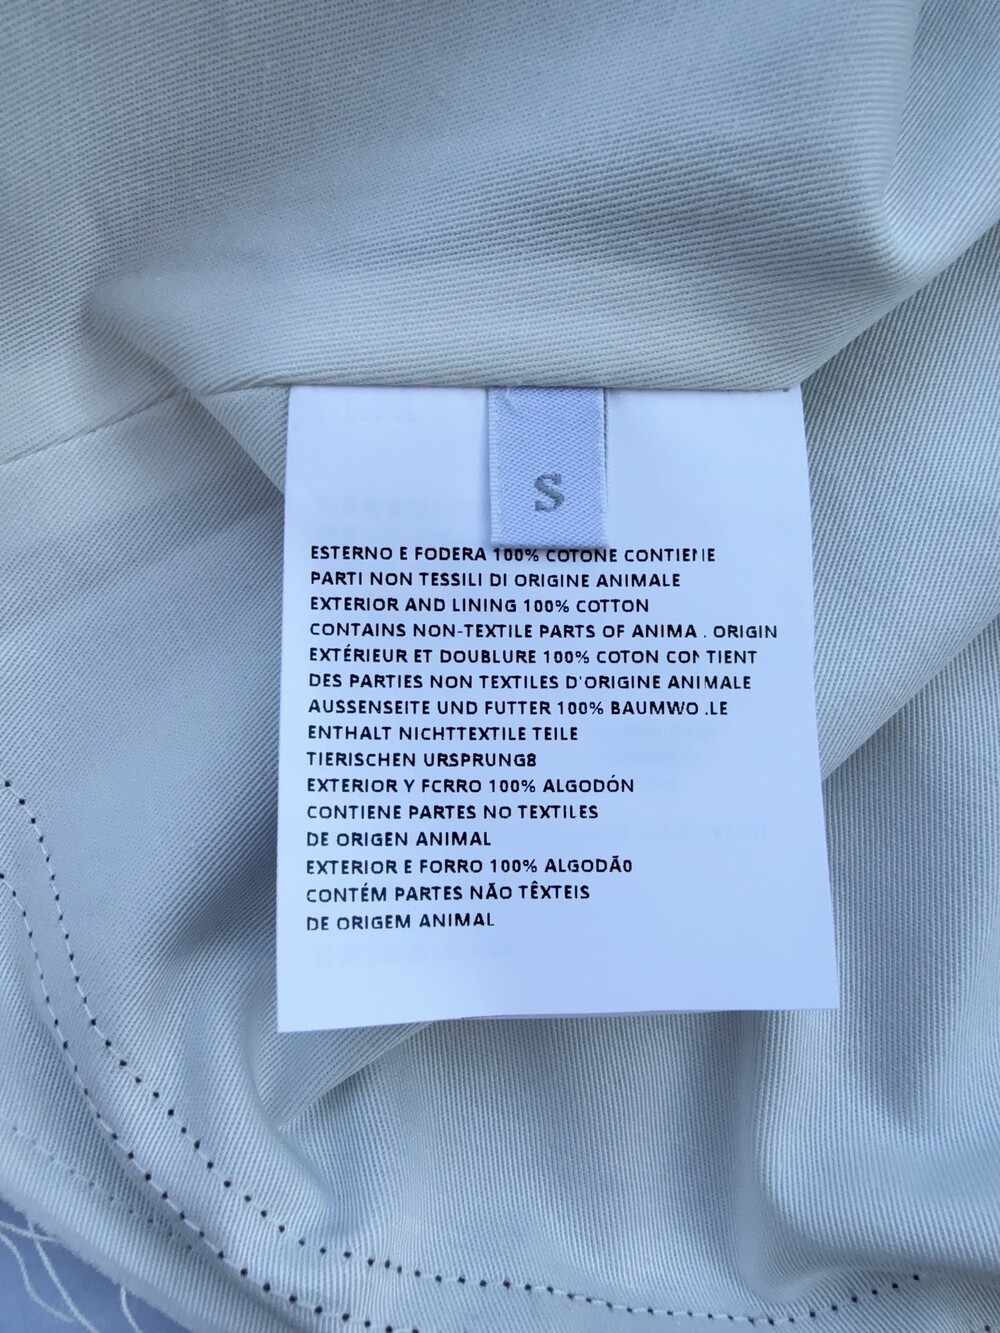 S
ESTERNO E FODERA 100% COTONE CONTIENE
PARTI NON TESSILI DI ORIGINE ANIMALE
EXTERIOR AND LINING 100% COTTON
CONTAINS NON-TEXTILE PARTS OF ANIMA . ORIGIN
EXTÉRIEUR ET DOUBLURE 100% COTON CONTIENT
DES PARTIES NON TEXTILES D'ORIGINE ANIMALE
AUSSENSEITE UND FUTTER 100% BAUMWO .LE
ENTHALT NICHTTEXTILE TEILE
TIERISCHEN URSPRUNG8
EXTERIOR Y FCRRO 100% ALGODÓN
CONTIENE PARTES NO TEXTILES
DE ORIGEN ANIMAL
EXTERIOR E FORRO 100% ALGODÃO
CONTÉM PARTES NÃO TÊXTEIS
DE ORIGEM ANIMAL